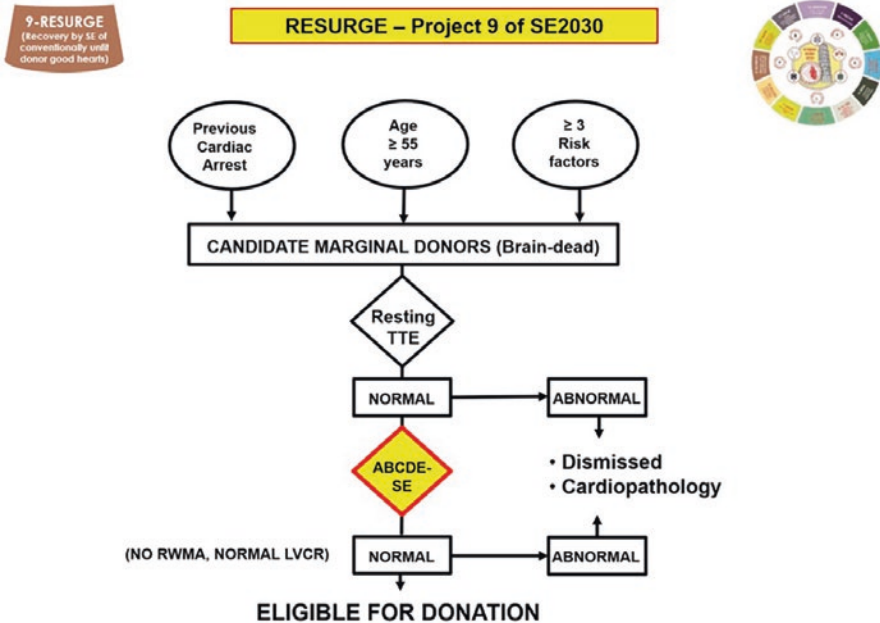 9-RESURGE
(Recovery by SE of
conventionally unfit
donor good hearts)
RESURGE – Project 9 of SE2030
Previous
Cardiac
Arrest
Age
≥ 55
years
≥ 3
Risk
factors
CANDIDATE MARGINAL DONORS (Brain-dead)
Resting
TTE
NORMAL
ABNORMAL
ABCDE-
SE
• Dismissed
• Cardiopathology
(NO RWMA, NORMAL LVCR)
NORMAL
ABNORMAL
ELIGIBLE FOR DONATION